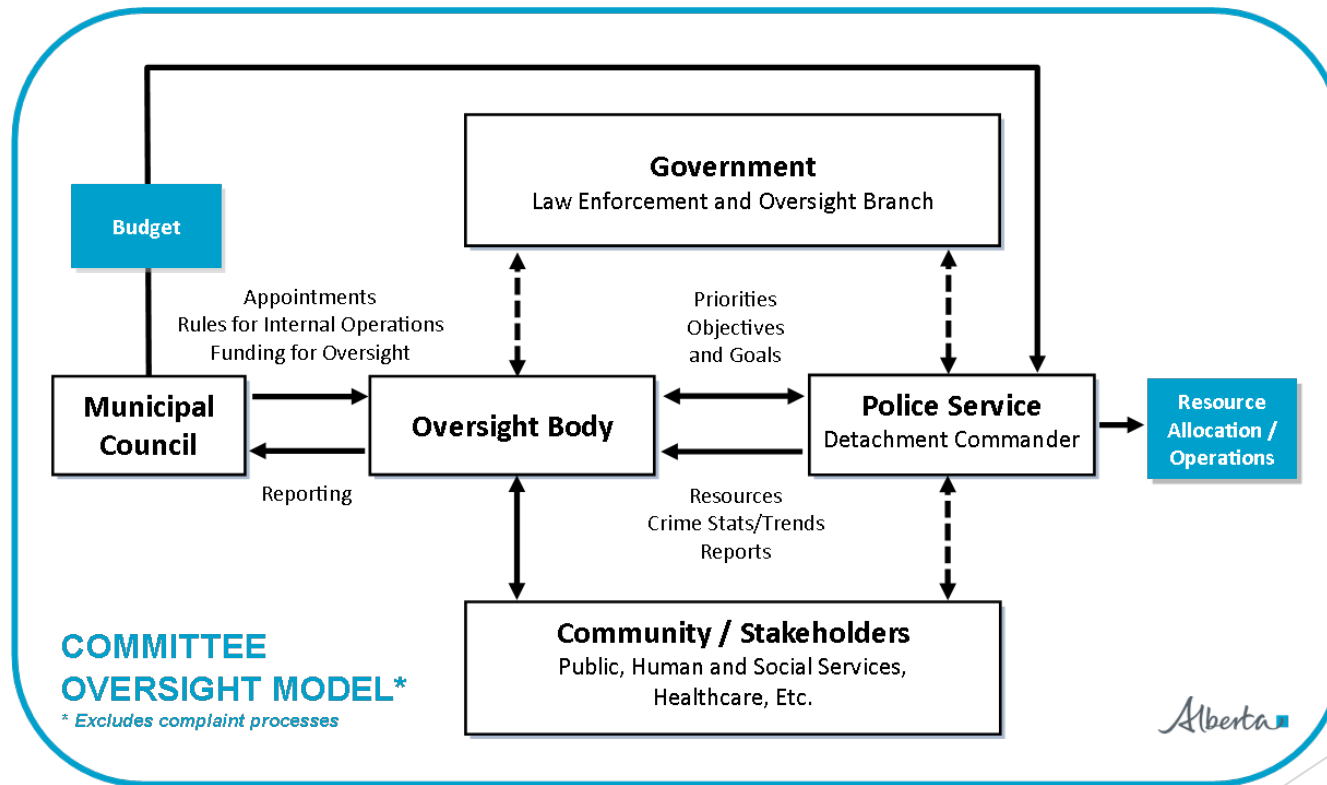 Government
Law Enforcement and Oversight Branch
Budget
Appointments
Rules for Internal Operations
Funding for Oversight
Priorities
Objectives
and Goals
Municipal
Council
Oversight Body
Police Service
Detachment Commander
Resource
Allocation /
Operations
Reporting
Resources
Crime Stats/Trends
Reports
Community / Stakeholders
Public, Human and Social Services,
Healthcare, Etc.
COMMITTEE
OVERSIGHT MODEL*
* Excludes complaint processes
Alberta